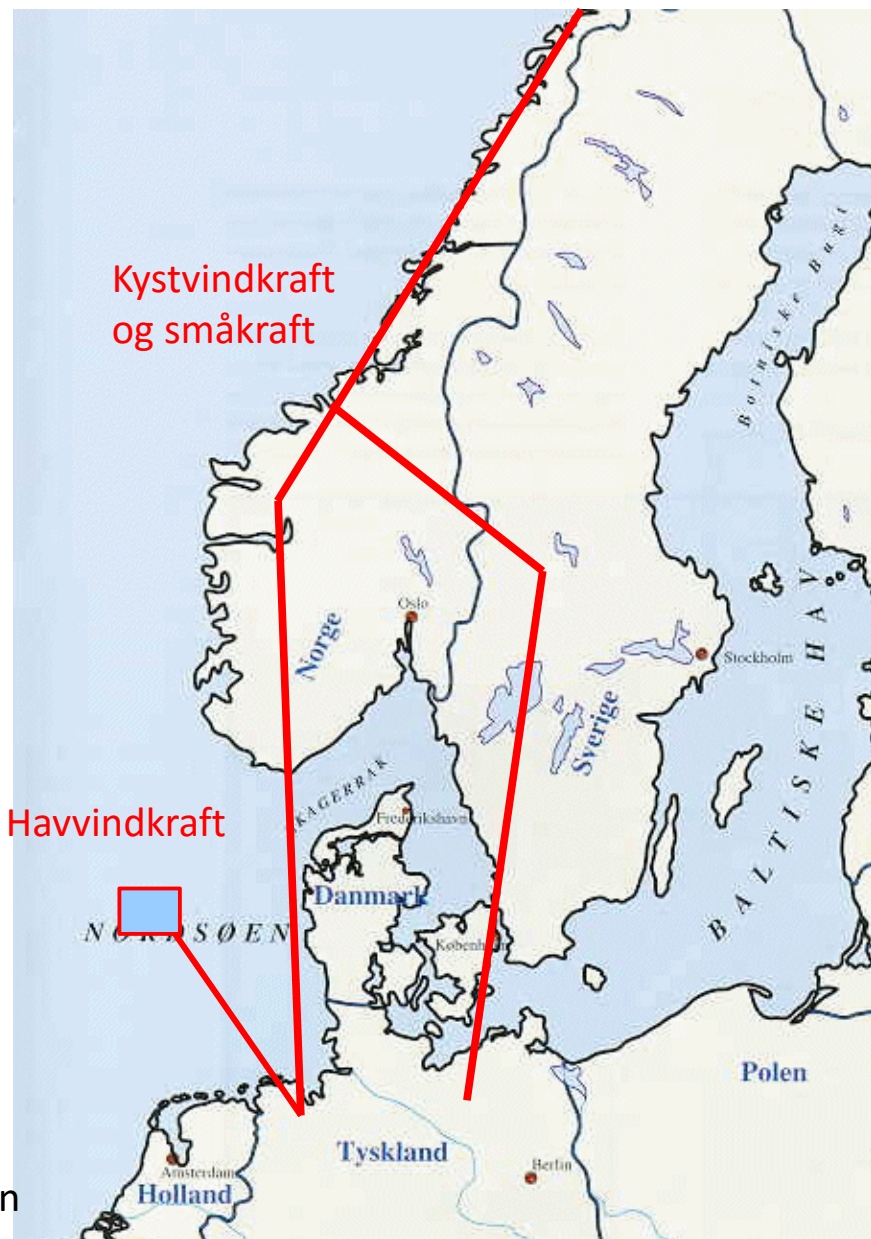 Kystvindkraft
og småkraft
Botniske Bugt
Oslo
Norge
Stockholm
Sverige
BALTISKE HAV
SKAGERRAK
Frederikshavn
Havvindkraft
Danmark
NORDSØEN
København
Polen
Tyskland
Amsterdam
Berlin
Holland
n